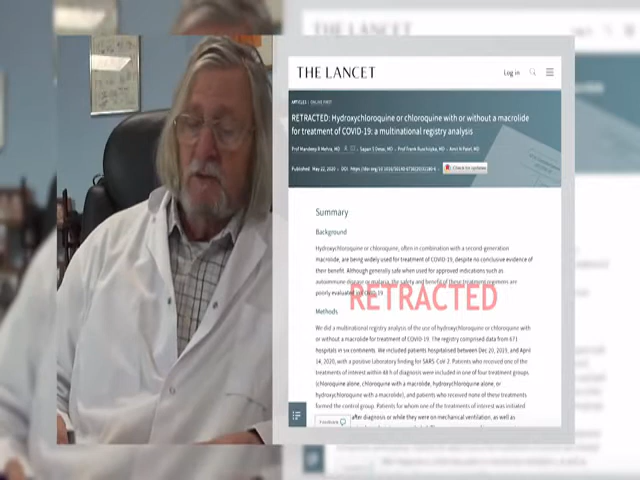 THE LANCET
Log in
ARTICLES | ONLINE FIRST
RETRACTED: Hydroxychloroquine or chloroquine with or without a macrolide
for treatment of COVID-19: a multinational registry analysis
Prof Mandeep R Mehra, MD Sapan S Desai, MD Prof Frank Ruschitzka, MD Amit N Patel, MD
Published: May 22, 2020 DOI: Check for updates
Summary
Background
Hydroxychloroquine or chloroquine, often in combination with a second-generation
macrolide, are being widely used for treatment of COVID-19, despite no conclusive evidence of
their benefit. Although generally safe when used for approved indications such as
autoimmune disease or malaria, the safety and benefit of these treatment regimens are
poorly evaluated in COVID-19
RETRACTED
Methods
We did a multinational registry analysis of the use of hydroxychloroquine or chloroquine with
or without a macrolide for treatment of COVID-19. The registry comprised data from 671
hospitals in six continents. We included patients hospitalised between Dec 20, 2019, and April
14, 2020, with a positive laboratory finding for SARS-CoV-2. Patients who received one of the
treatments of interest within 48 h of diagnosis were included in one of four treatment groups
(chloroquine alone, chloroquine with a macrolide, hydroxychloroquine alone, or
hydroxychloroquine with a macrolide), and patients who received none of these treatments
formed the control group. Patients for whom one of the treatments of interest was initiated
after diagnosis or while they were on mechanical ventilation, as well as
Feedback